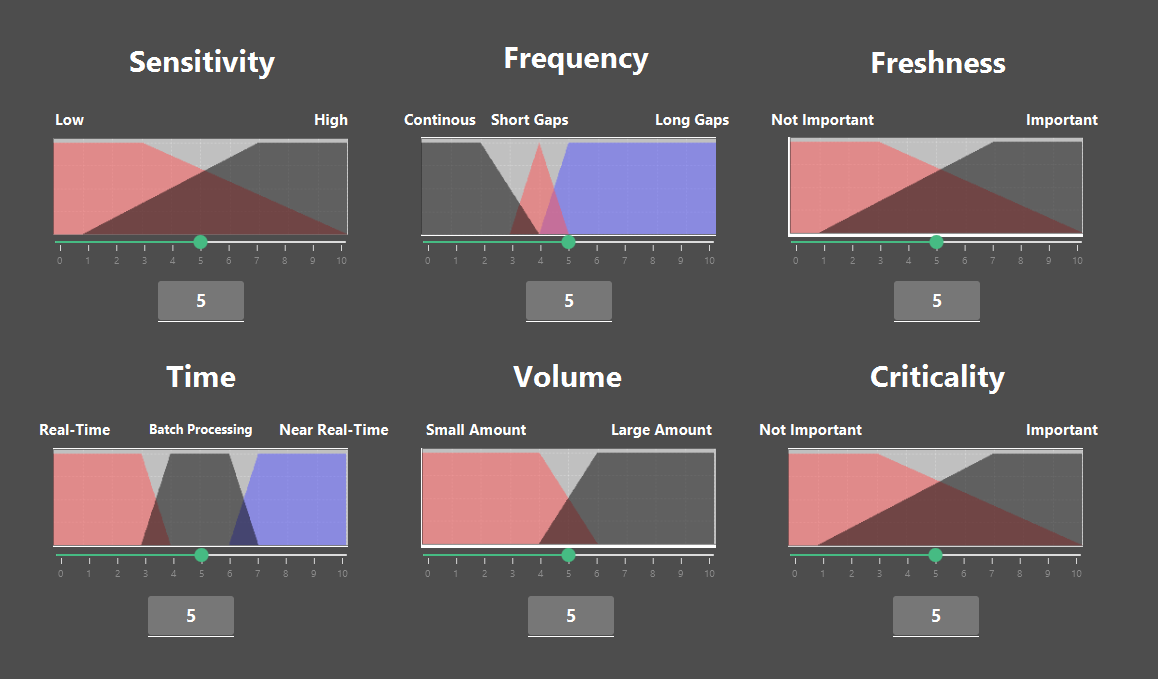 Sensitivity
Frequency
Freshness
Low High
Continous Short Gaps Long Gaps
Not Important Important
0 1 2 3 4 5 6 7 8 9 10
0 1 2 3 4 5 6 7 8 9 10
0 1 2 3 4 5 6 7 8 9 10
5
5
5
Time
Volume
Criticality
Real-Time Batch Processing Near Real-Time
Small Amount Large Amount
Not Important Important
0 1 2 3 4 5 6 7 8 9 10
0 1 2 3 4 5 6 7 8 9 10
0 1 2 3 4 5 6 7 8 9 10
5
5
5